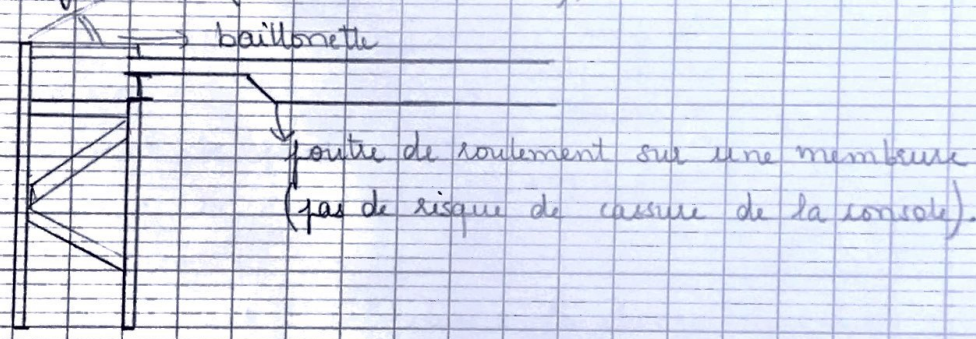 baillonette
poutre de roulement sur une membrure
(pas de risque de cassure de la console)